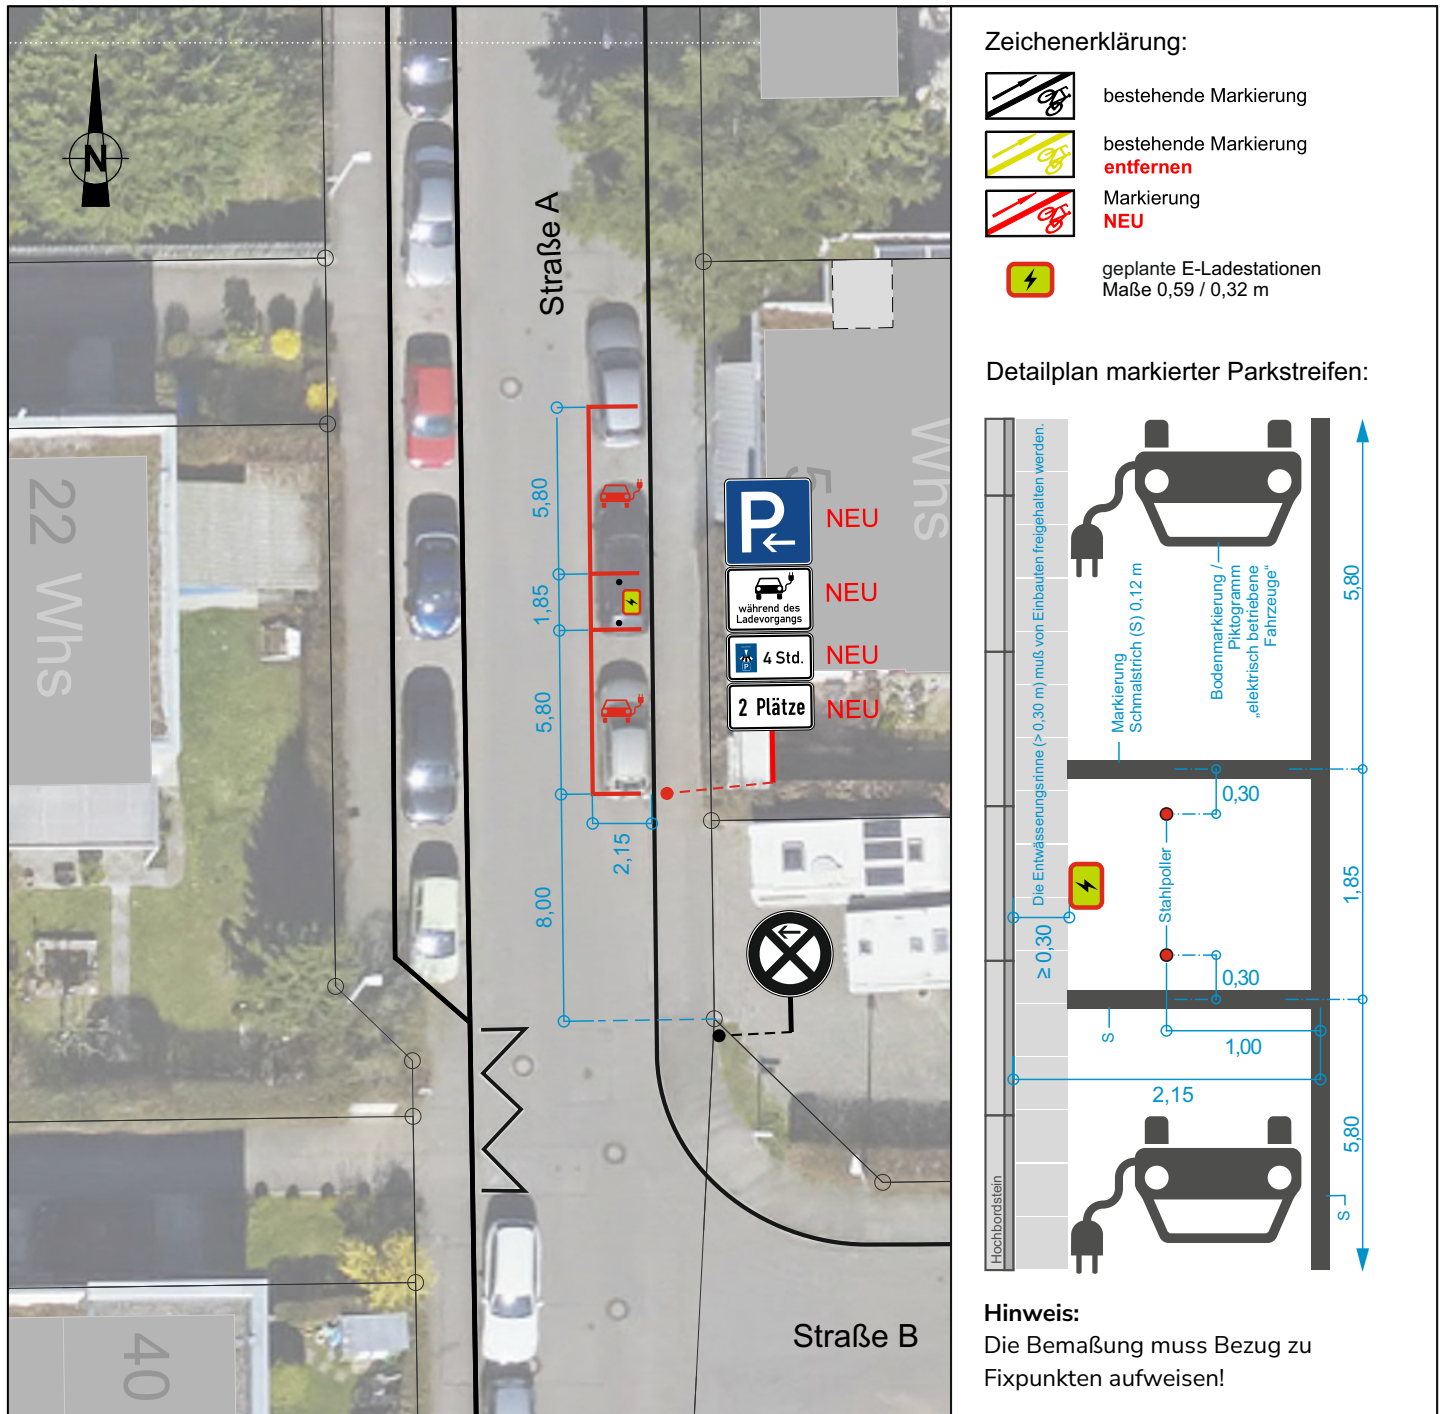 N
Straße A
22 Whs
40
5
Whs
5,80
1,85
5,80
8,00
2,15
P
NEU
während des
Ladevorgangs
NEU
P
4 Std.
NEU
2 Plätze
NEU
Straße B
Zeichenerklärung:
bestehende Markierung
bestehende Markierung
entfernen
Markierung
NEU
geplante E-Ladestationen
Maße 0,59 / 0,32 m
Detailplan markierter Parkstreifen:
Die Entwässerungsrinne (> 0,30 m) muß von Einbauten freigehalten werden.
Markierung
Schmalstrich (S) 0,12 m
Bodenmarkierung /
Piktogramm
„elektrisch betriebene
Fahrzeuge“
5,80
0,30
Stahlpoller
1,85
≥ 0,30
0,30
S
1,00
2,15
5,80
S
Hochbordstein
Hinweis:
Die Bemaßung muss Bezug zu
Fixpunkten aufweisen!